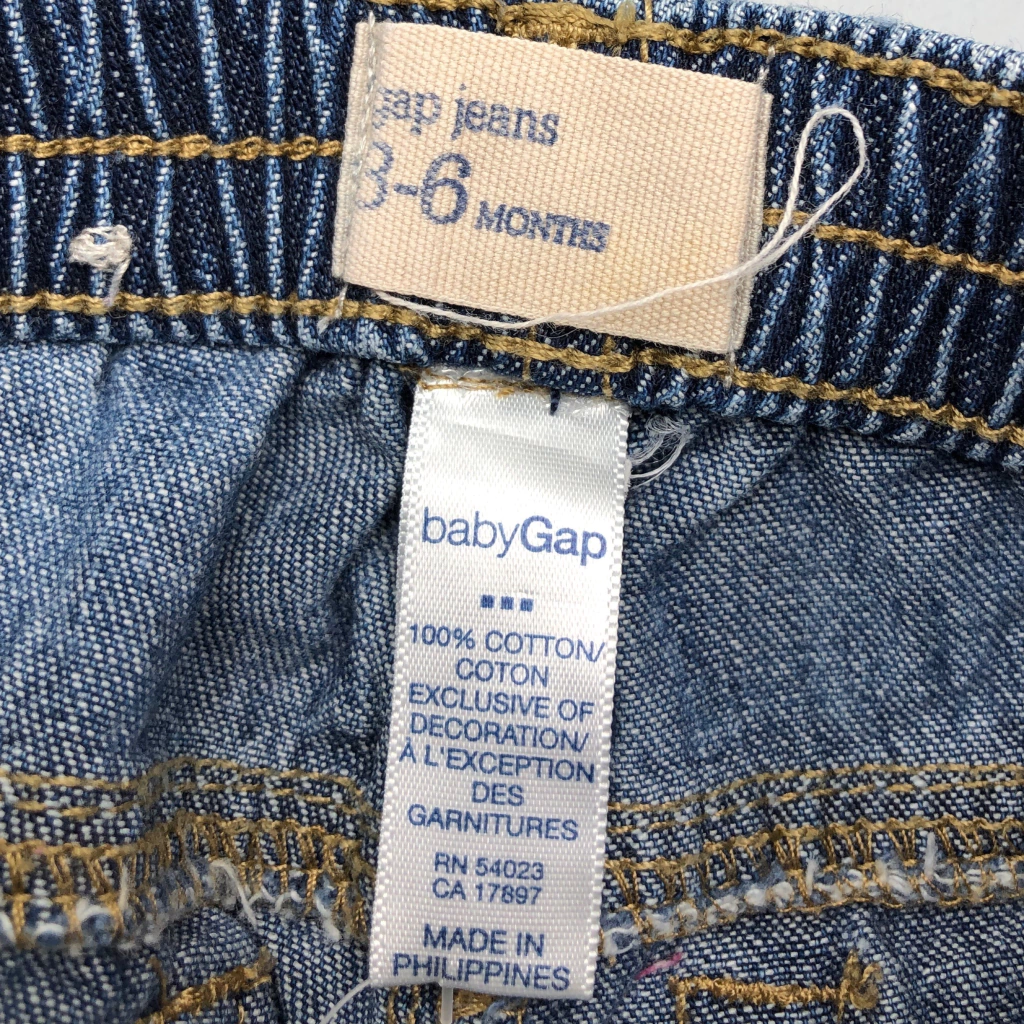 gap jeans
3-6 MONTHS
babyGap
100% COTTON/
COTON
EXCLUSIVE OF
DECORATION/
À L'EXCEPTION
DES
GARNITURES
RN 54023
CA 17897
MADE IN
PHILIPPINES